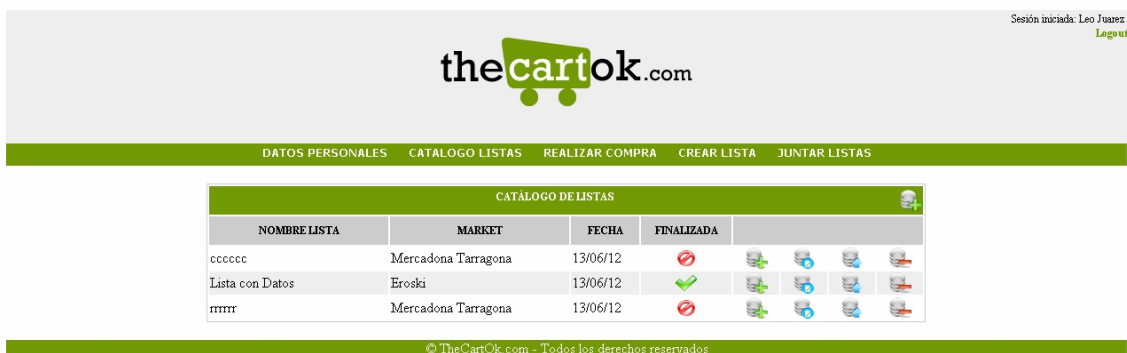 Sesión iniciada: Leo Juarez
Logout
thecartok.com
DATOS PERSONALES CATALOGO LISTAS REALIZAR COMPRA CREAR LISTA JUNTAR LISTAS
CATÁLOGO DE LISTAS
NOMBRE LISTA MARKET FECHA FINALIZADA
cccccc Mercadona Tarragona 13/06/12
Lista con Datos Eroski 13/06/12
rrrrrr Mercadona Tarragona 13/06/12
© TheCartOk.com - Todos los derechos reservados